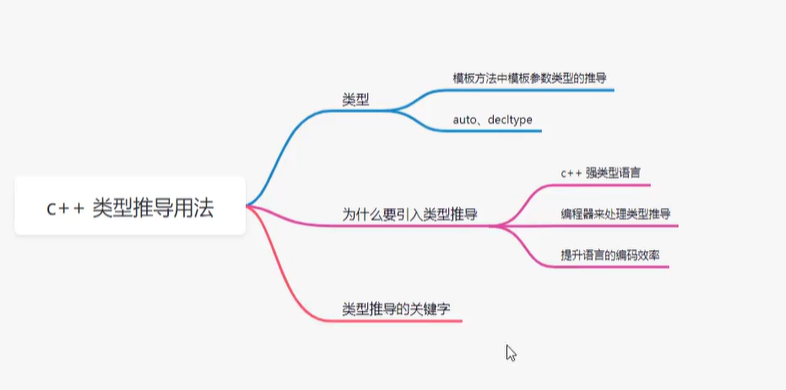 c++ 类型推导用法
类型
模板方法中模板参数类型的推导
auto、decltype
为什么要引入类型推导
c++ 强类型语言
编程器来处理类型推导
提升语言的编码效率
类型推导的关键字